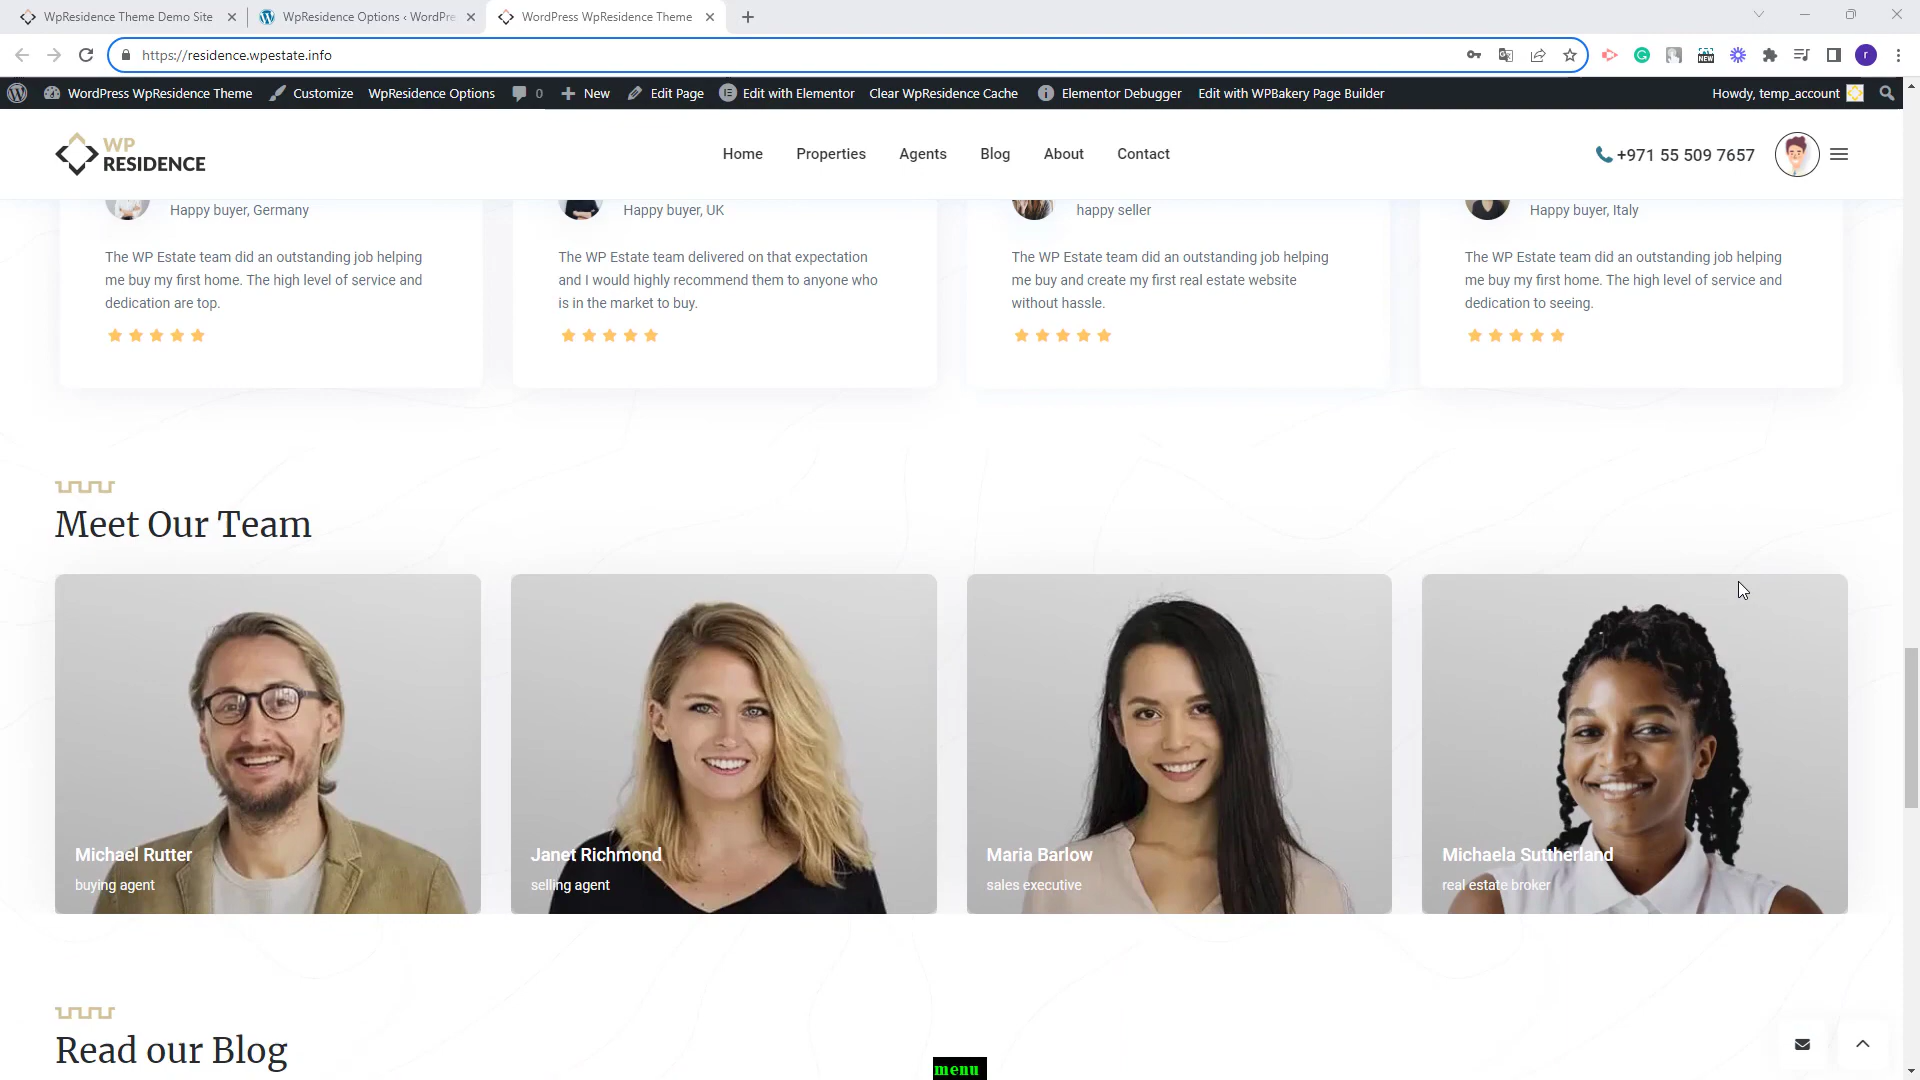 WpResidence Theme Demo Site
WpResidence Options ‹ WordPre
WordPress WpResidence Theme
https://residence.wpestate.info
NEW
r
WordPress WpResidence Theme Customize WpResidence Options 0 New Edit Page Edit with Elementor Clear WpResidence Cache Elementor Debugger Edit with WPBakery Page Builder Howdy, temp_account
WP
RESIDENCE
Home Properties Agents Blog About Contact
+971 55 509 7657
Happy buyer, Germany
The WP Estate team did an outstanding job helping
me buy my first home. The high level of service and
dedication are top.
Happy buyer, UK
The WP Estate team delivered on that expectation
and I would highly recommend them to anyone who
is in the market to buy.
happy seller
The WP Estate team did an outstanding job helping
me buy and create my first real estate website
without hassle.
Happy buyer, Italy
The WP Estate team did an outstanding job helping
me buy my first home. The high level of service and
dedication to seeing.
Meet Our Team
Michael Rutter
buying agent
Janet Richmond
selling agent
Maria Barlow
sales executive
Michaela Suttherland
real estate broker
Read our Blog
menu